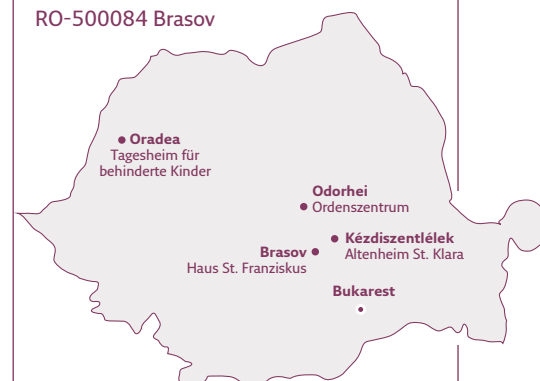 RO-500084 Brasov
Oradea
Tagesheim für
behinderte Kinder
Odorhei
Ordenszentrum
Kézdiszentlélek
Altenheim St. Klara
Brasov
Haus St. Franziskus
Bukarest